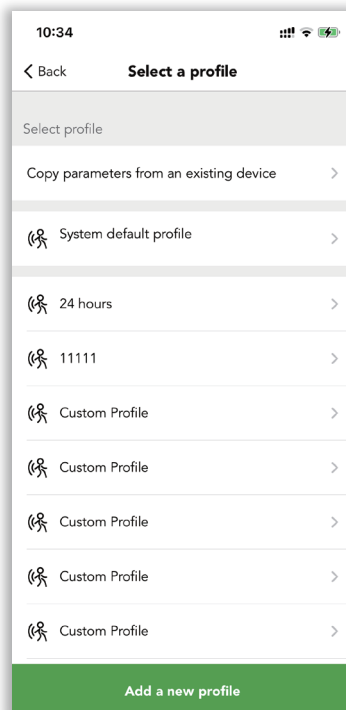 10:34
Back Select a profile
Select profile
Copy parameters from an existing device
System default profile
24 hours
11111
Custom Profile
Custom Profile
Custom Profile
Custom Profile
Custom Profile
Add a new profile